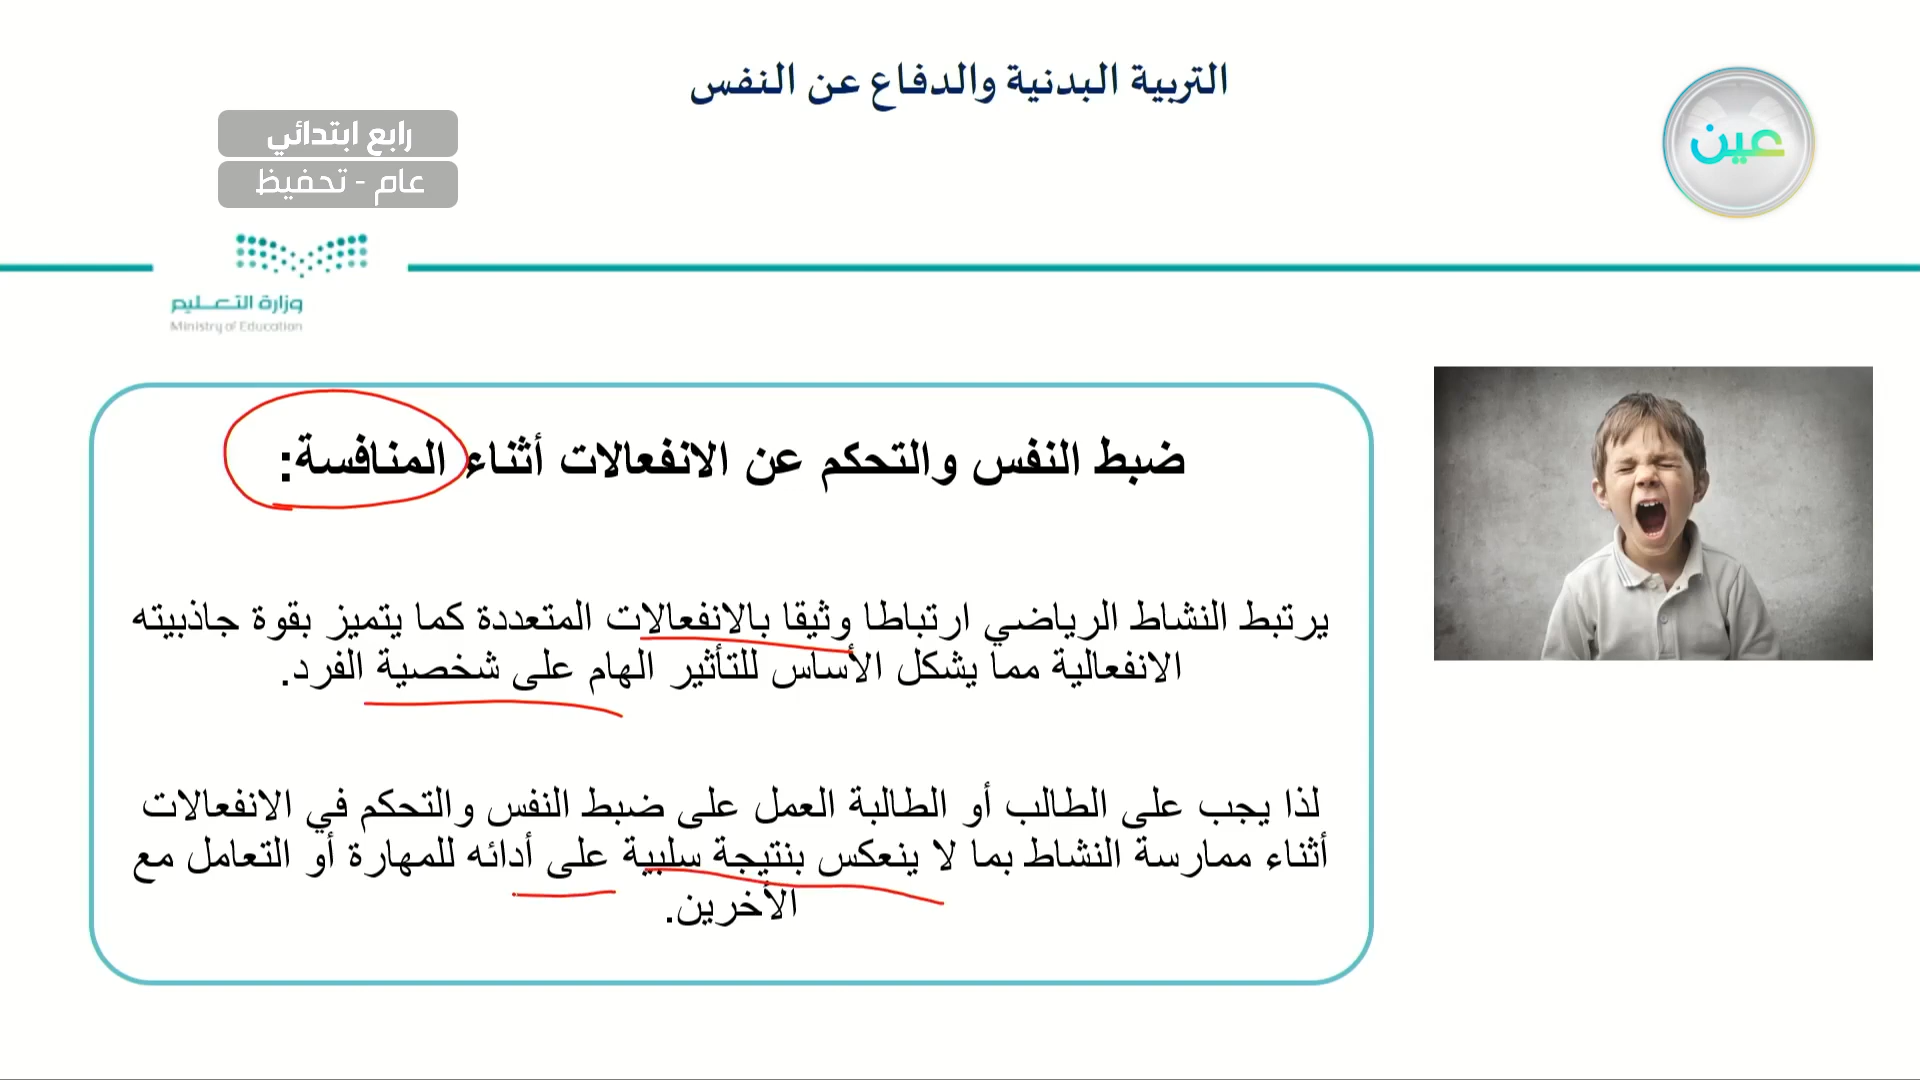 التربية البدنية والدفاع عن النفس
عين
رابع ابتدائي
عام - تحفيظ
وزارة التعليم
Ministry of Education
ضبط النفس والتحكم عن الانفعالات أثناء المنافسة:
يرتبط النشاط الرياضي ارتباطا وثيقا بالانفعالات المتعددة كما يتميز بقوة جاذبيته
الانفعالية مما يشكل الأساس للتأثير الهام على شخصية الفرد.
لذا يجب على الطالب أو الطالبة العمل على ضبط النفس والتحكم في الانفعالات
أثناء ممارسة النشاط بما لا ينعكس بنتيجة سلبية على أدائه للمهارة أو التعامل مع
الأخرين.